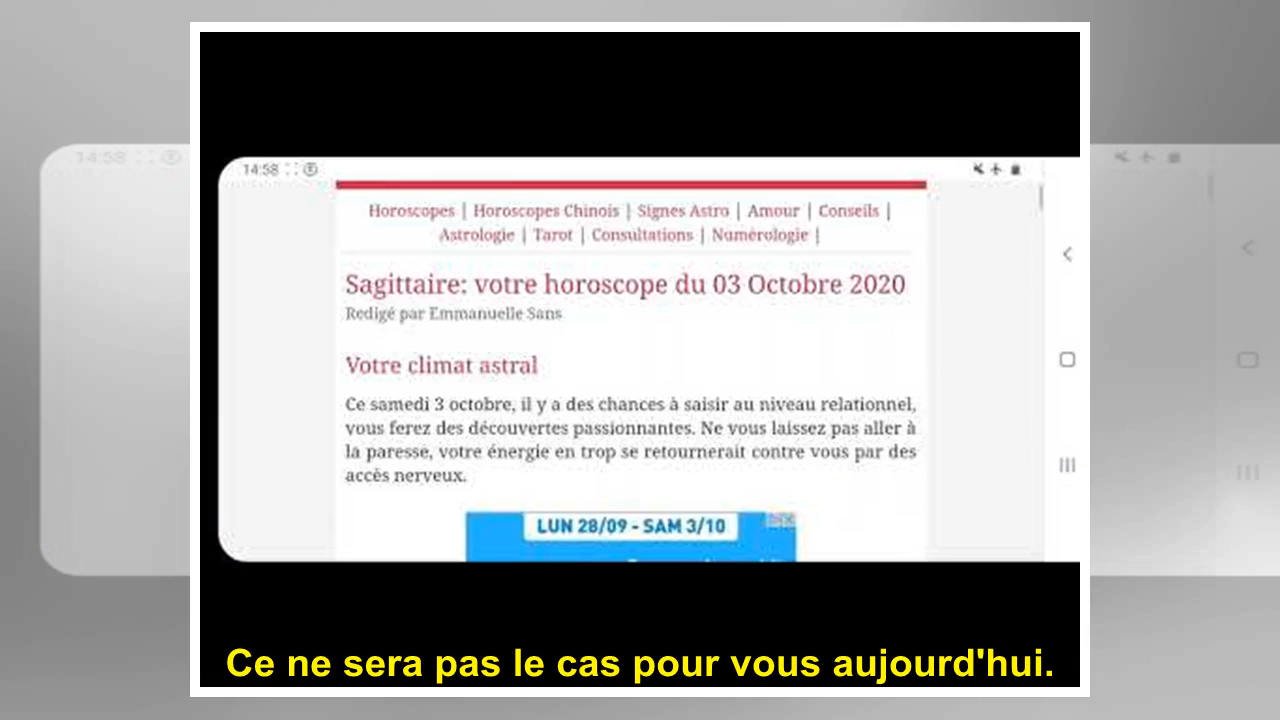 14:58
Horoscopes | Horoscopes Chinois | Signes Astro | Amour | Conseils |
Astrologie | Tarot | Consultations | Numérologie |
Sagittaire: votre horoscope du 03 Octobre 2020
Redigé par Emmanuelle Sans
Votre climat astral
Ce samedi 3 octobre, il y a des chances à saisir au niveau relationnel,
vous ferez des découvertes passionnantes. Ne vous laissez pas aller à
la paresse, votre énergie en trop se retournerait contre vous par des
accès nerveux.
LUN 28/09 - SAM 3/10
Ce ne sera pas le cas pour vous aujourd'hui.